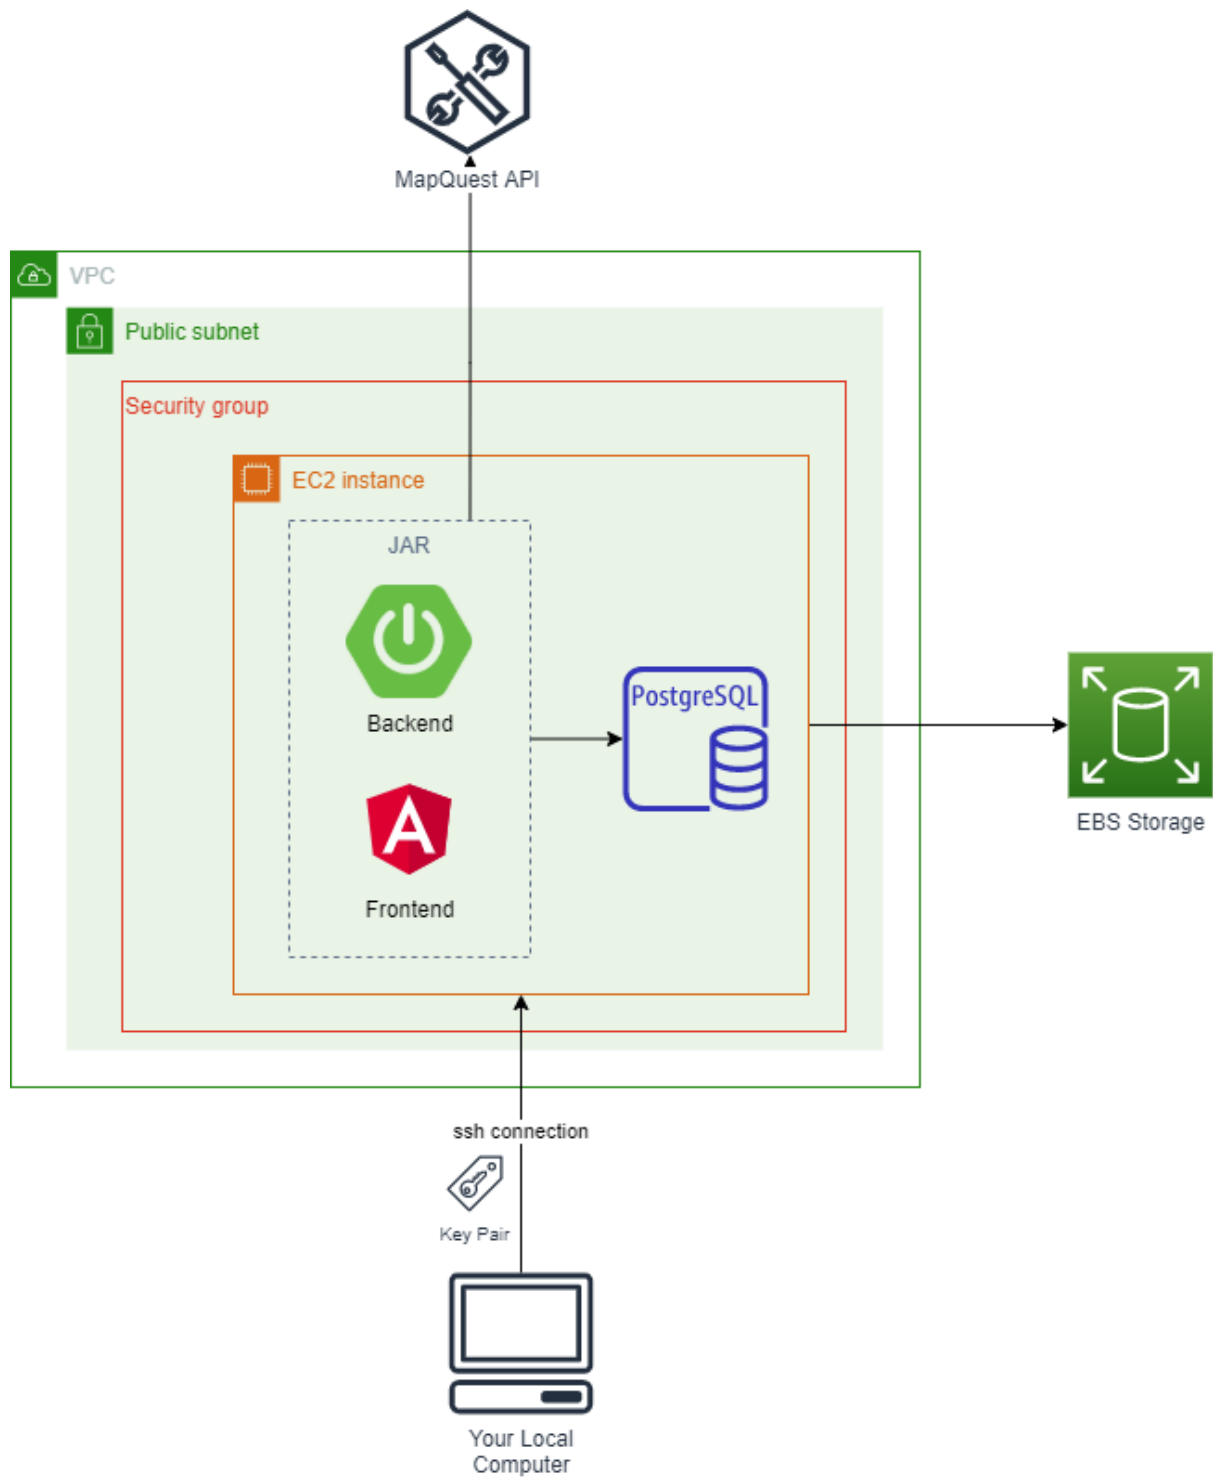 MapQuest API
VPC
Public subnet
Security group
EC2 instance
JAR
Backend
PostgreSQL
Frontend
EBS Storage
ssh connection
Key Pair
Your Local
Computer